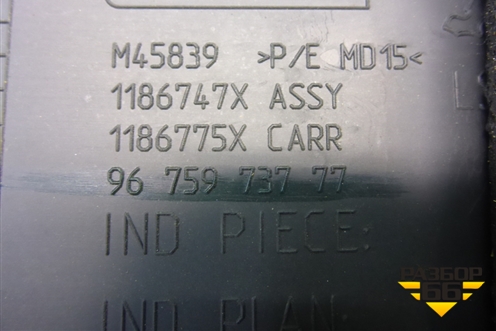 M45839 >P/E MD15<
1186747X ASSY
1186775X CARR
96 759 737 77
IND PIECE:
IND PLAN:
РАЗБОР
66